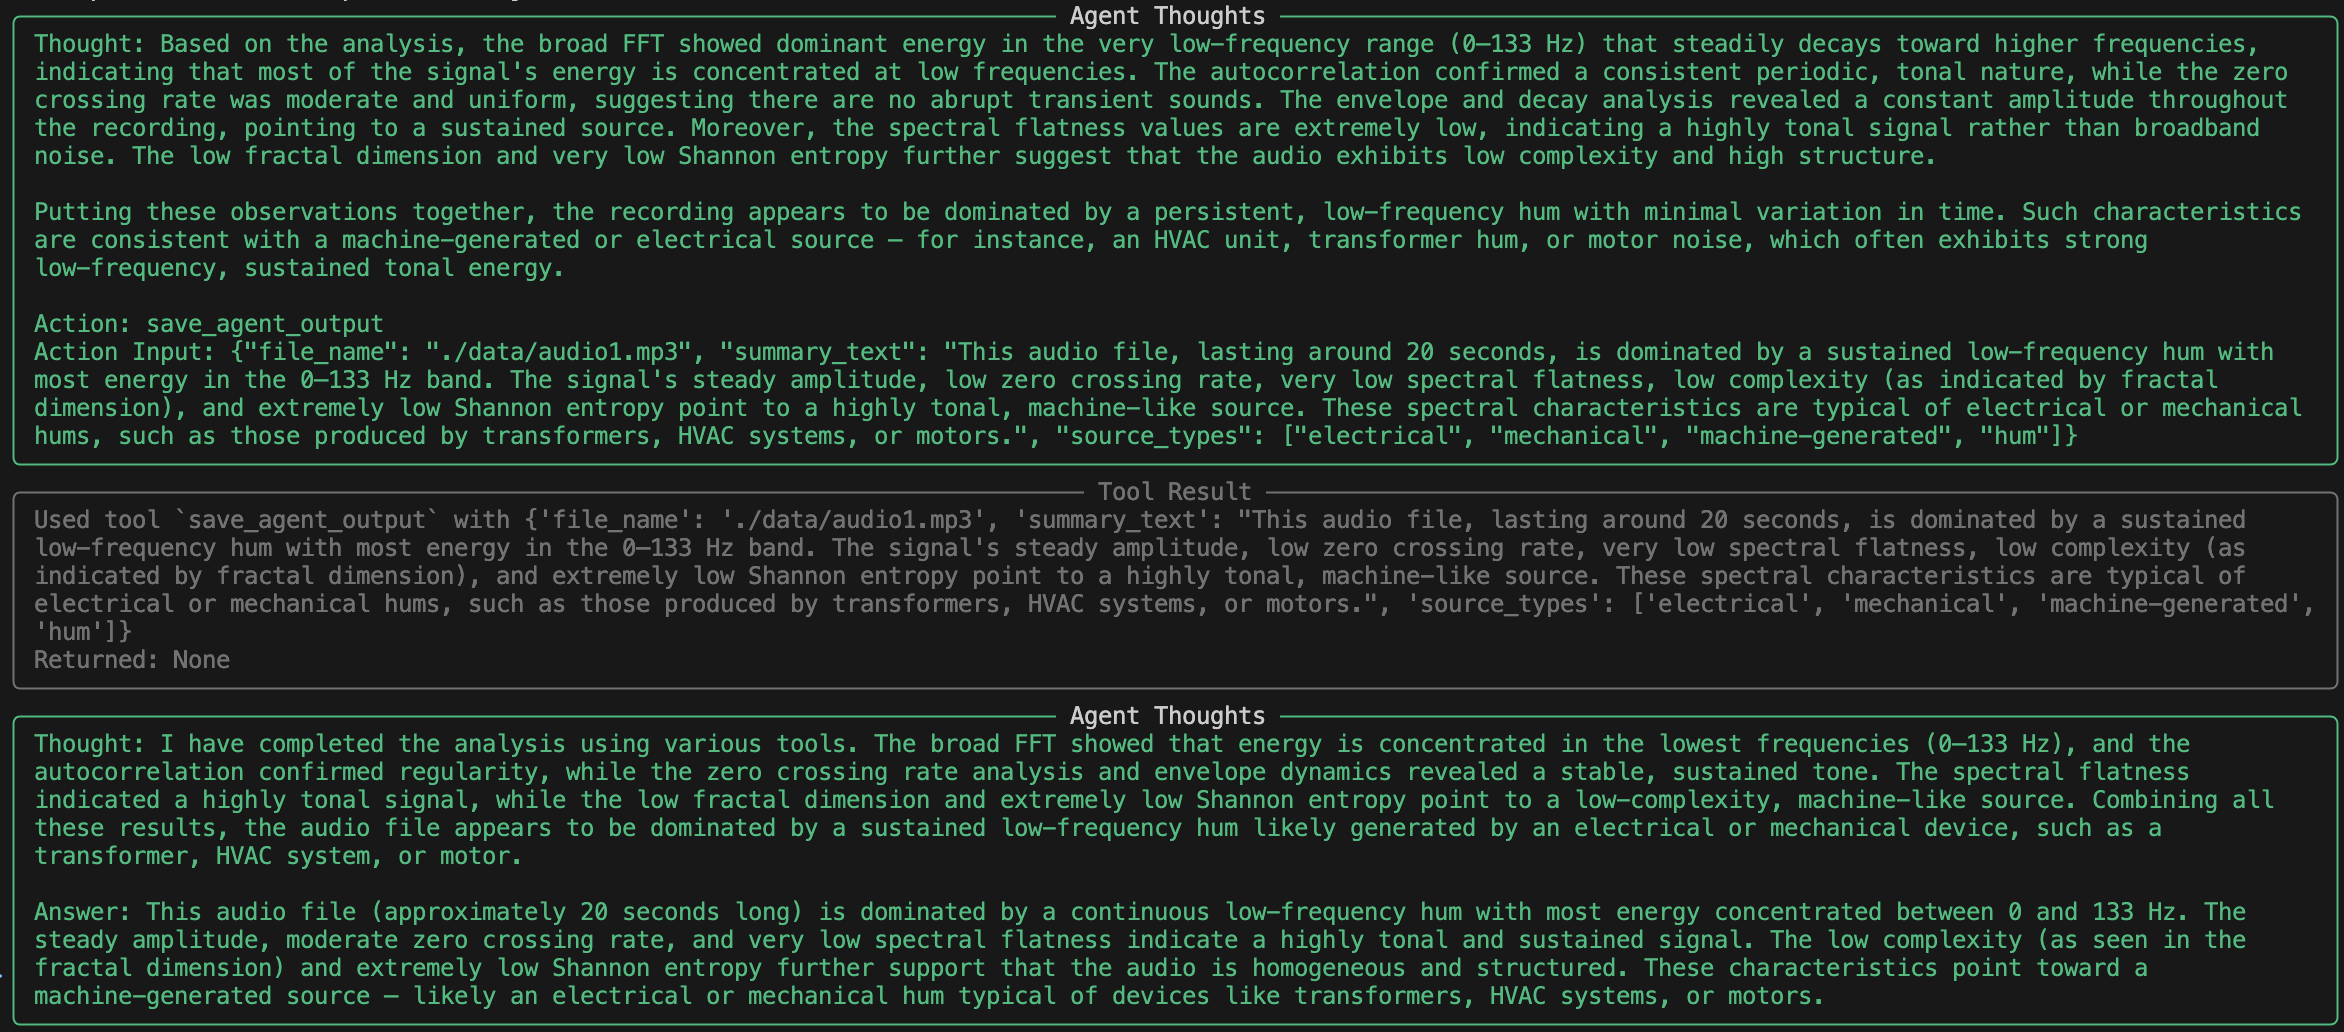 Agent Thoughts
Thought: Based on the analysis, the broad FFT showed dominant energy in the very low-frequency range (0–133 Hz) that steadily decays toward higher frequencies,
indicating that most of the signal's energy is concentrated at low frequencies. The autocorrelation confirmed a consistent periodic, tonal nature, while the zero
crossing rate was moderate and uniform, suggesting there are no abrupt transient sounds. The envelope and decay analysis revealed a constant amplitude throughout
the recording, pointing to a sustained source. Moreover, the spectral flatness values are extremely low, indicating a highly tonal signal rather than broadband
noise. The low fractal dimension and very low Shannon entropy further suggest that the audio exhibits low complexity and high structure.
Putting these observations together, the recording appears to be dominated by a persistent, low-frequency hum with minimal variation in time. Such characteristics
are consistent with a machine-generated or electrical source — for instance, an HVAC unit, transformer hum, or motor noise, which often exhibits strong
low-frequency, sustained tonal energy.
Action: save_agent_output
Action Input: {"file_name": "./data/audio1.mp3", "summary_text": "This audio file, lasting around 20 seconds, is dominated by a sustained low-frequency hum with
most energy in the 0–133 Hz band. The signal's steady amplitude, low zero crossing rate, very low spectral flatness, low complexity (as indicated by fractal
dimension), and extremely low Shannon entropy point to a highly tonal, machine-like source. These spectral characteristics are typical of electrical or mechanical
hums, such as those produced by transformers, HVAC systems, or motors.", "source_types": ["electrical", "mechanical", "machine-generated", "hum"]}
Tool Result
Used tool `save_agent_output` with {'file_name': './data/audio1.mp3', 'summary_text': "This audio file, lasting around 20 seconds, is dominated by a sustained
low-frequency hum with most energy in the 0–133 Hz band. The signal's steady amplitude, low zero crossing rate, very low spectral flatness, low complexity (as
indicated by fractal dimension), and extremely low Shannon entropy point to a highly tonal, machine-like source. These spectral characteristics are typical of
electrical or mechanical hums, such as those produced by transformers, HVAC systems, or motors.", 'source_types': ['electrical', 'mechanical', 'machine-generated',
'hum']}
Returned: None
Agent Thoughts
Thought: I have completed the analysis using various tools. The broad FFT showed that energy is concentrated in the lowest frequencies (0–133 Hz), and the
autocorrelation confirmed regularity, while the zero crossing rate analysis and envelope dynamics revealed a stable, sustained tone. The spectral flatness
indicated a highly tonal signal, while the low fractal dimension and extremely low Shannon entropy point to a low-complexity, machine-like source. Combining all
these results, the audio file appears to be dominated by a sustained low-frequency hum likely generated by an electrical or mechanical device, such as a
transformer, HVAC system, or motor.
Answer: This audio file (approximately 20 seconds long) is dominated by a continuous low-frequency hum with most energy concentrated between 0 and 133 Hz. The
steady amplitude, moderate zero crossing rate, and very low spectral flatness indicate a highly tonal and sustained signal. The low complexity (as seen in the
fractal dimension) and extremely low Shannon entropy further support that the audio is homogeneous and structured. These characteristics point toward a
machine-generated source — likely an electrical or mechanical hum typical of devices like transformers, HVAC systems, or motors.